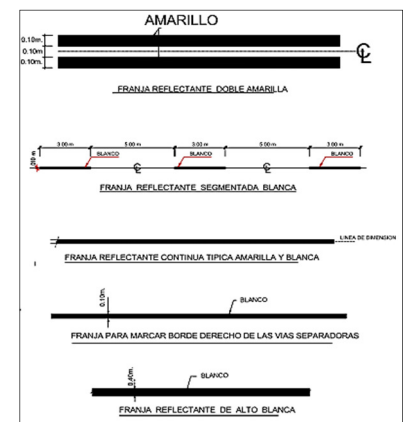 AMARILLO
0.10m.
0.10m
0.10m.
FRANJA REFLECTANTE DOBLE AMARILLA
3.00 m 5.00 m 3.00 m 5.00 m 3.00 m
BLANCO BLANCO BLANCO
FRANJA REFLECTANTE SEGMENTADA BLANCA
LINEA DE DIMENSION
FRANJA REFLECTANTE CONTINUA TIPICA AMARILLA Y BLANCA
0.10m.
BLANCO
FRANJA PARA MARCAR BORDE DERECHO DE LAS VIAS SEPARADORAS
0.40m.
BLANCO
FRANJA REFLECTANTE DE ALTO BLANCA